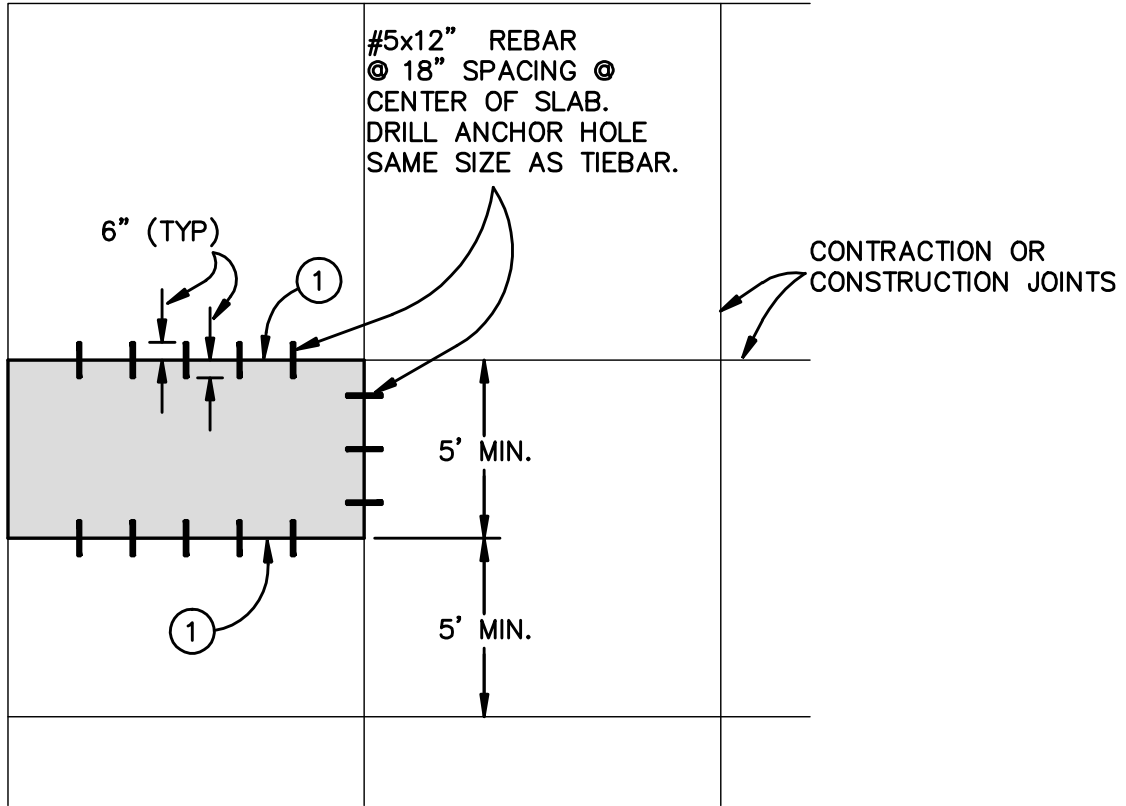 #5x12" REBAR
@ 18" SPACING @
CENTER OF SLAB.
DRILL ANCHOR HOLE
SAME SIZE AS TIEBAR.
6" (TYP)
1
CONTRACTION OR
CONSTRUCTION JOINTS
5' MIN.
1
5' MIN.